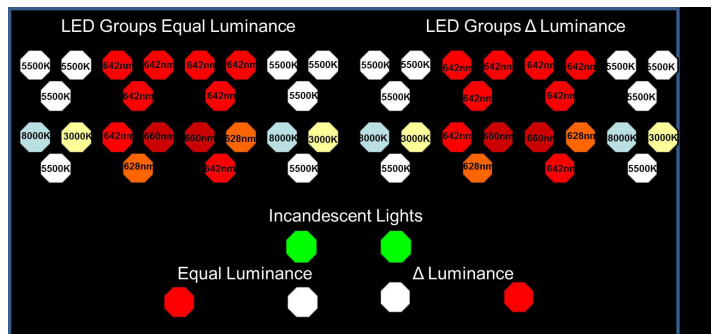 LED Groups Equal Luminance LED Groups Δ Luminance
5500K 5500K 642nm 642nm 642nm 642nm 5500K 5500K 5500K 5500K 642nm 642nm 642nm 642nm 5500K 5500K
5500K 642nm 642nm 5500K 5500K 642nm 642nm 5500K
8000K 3000K 642nm 660nm 660nm 628nm 8000K 3000K 8000K 3000K 642nm 660nm 660nm 628nm 8000K 3000K
5500K 628nm 642nm 5500K 5500K 628nm 642nm 5500K
Incandescent Lights
Equal Luminance Δ Luminance